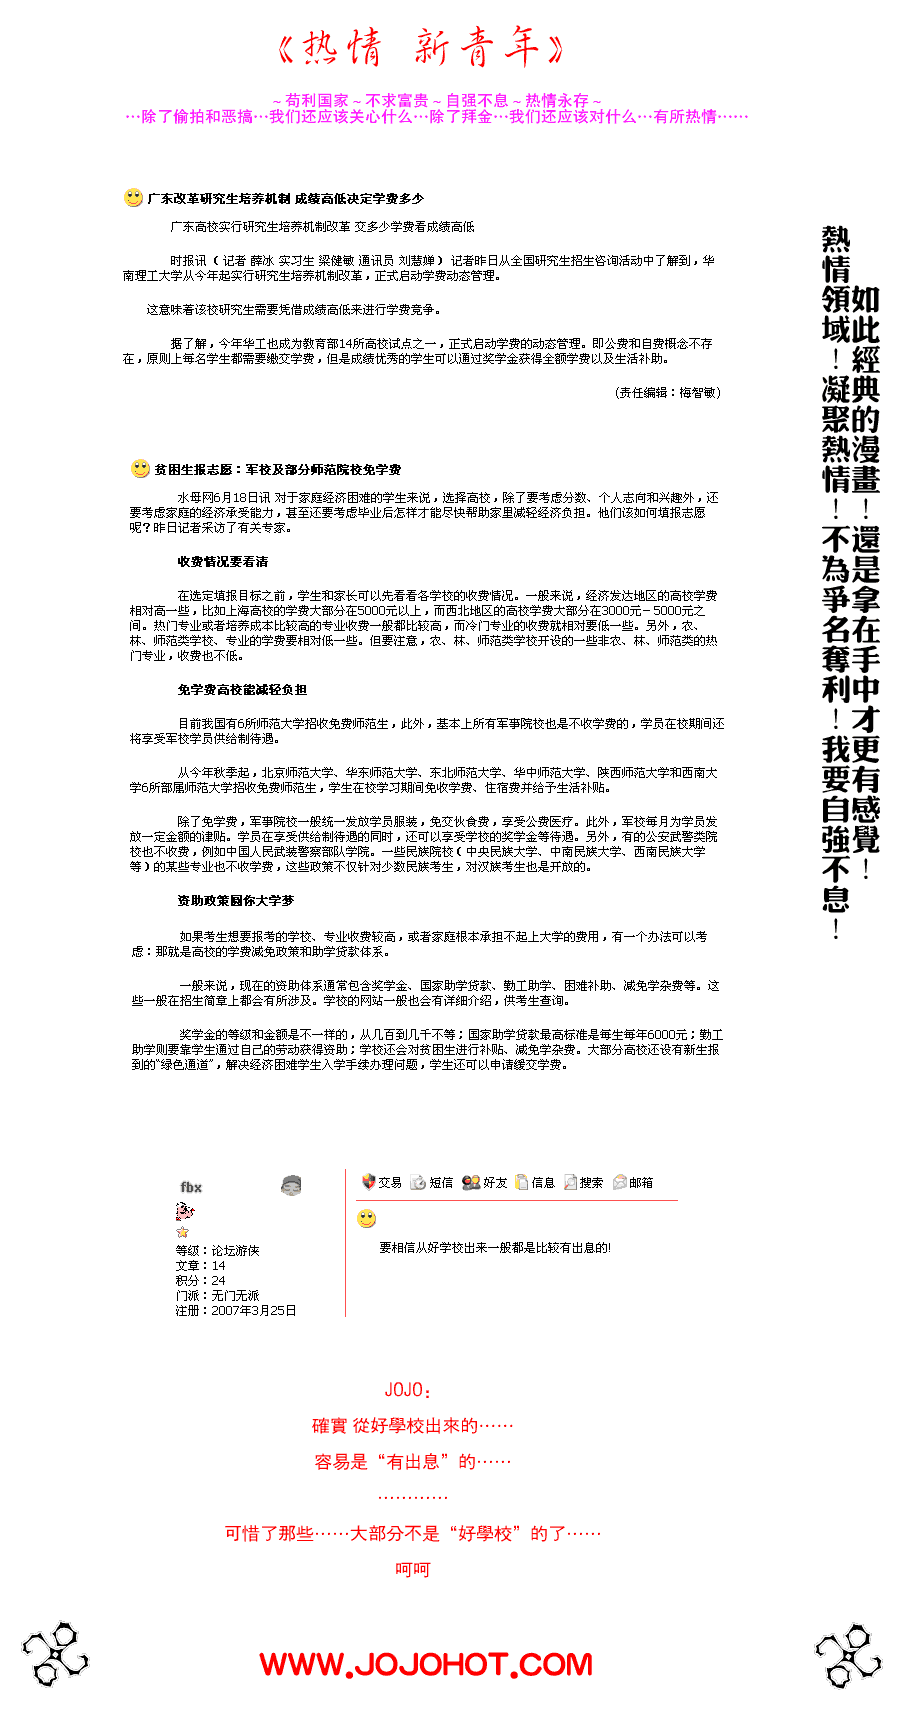 《热情 新青年》
~ 苟利国家 ~ 不求富贵 ~ 自强不息 ~ 热情永存 ~
…除了偷拍和恶搞…我们还应该关心什么…除了拜金…我们还应该对什么…有所热情……
广东改革研究生培养机制 成绩高低决定学费多少
广东高校实行研究生培养机制改革 交多少学费看成绩高低
时报讯 （ 记者 薛冰 实习生 梁健敏 通讯员 刘慧婵 ） 记者昨日从全国研究生招生咨询活动中了解到，华
南理工大学从今年起实行研究生培养机制改革，正式启动学费动态管理。
这意味着该校研究生需要凭借成绩高低来进行学费竞争。
据了解，今年华工也成为教育部14所高校试点之一，正式启动学费的动态管理。即公费和自费概念不存
在，原则上每名学生都需要缴交学费，但是成绩优秀的学生可以通过奖学金获得全额学费以及生活补助。
(责任编辑：梅智敏)
贫困生报志愿：军校及部分师范院校免学费
水母网6月18日讯 对于家庭经济困难的学生来说，选择高校，除了要考虑分数、个人志向和兴趣外，还
要考虑家庭的经济承受能力，甚至还要考虑毕业后怎样才能尽快帮助家里减轻经济负担。他们该如何填报志愿
呢？昨日记者采访了有关专家。
收费情况要看清
在选定填报目标之前，学生和家长可以先看看各学校的收费情况。一般来说，经济发达地区的高校学费
相对高一些，比如上海高校的学费大部分在5000元以上，而西北地区的高校学费大部分在3000元－5000元之
间。热门专业或者培养成本比较高的专业收费一般都比较高，而冷门专业的收费就相对要低一些。另外，农、
林、师范类学校、专业的学费要相对低一些。但要注意，农、林、师范类学校开设的一些非农、林、师范类的热
门专业，收费也不低。
免学费高校能减轻负担
目前我国有6所师范大学招收免费师范生，此外，基本上所有军事院校也是不收学费的，学员在校期间还
将享受军校学员供给制待遇。
从今年秋季起，北京师范大学、华东师范大学、东北师范大学、华中师范大学、陕西师范大学和西南大
学6所部属师范大学招收免费师范生，学生在校学习期间免收学费、住宿费并给予生活补贴。
除了免学费，军事院校一般统一发放学员服装，免交伙食费，享受公费医疗。此外，军校每月为学员发
放一定金额的津贴。学员在享受供给制待遇的同时，还可以享受学校的奖学金等待遇。另外，有的公安武警类院
校也不收费，例如中国人民武装警察部队学院。一些民族院校（中央民族大学、中南民族大学、西南民族大学
等）的某些专业也不收学费，这些政策不仅针对少数民族考生，对汉族考生也是开放的。
资助政策圆你大学梦
如果考生想要报考的学校、专业收费较高，或者家庭根本承担不起上大学的费用，有一个办法可以考
虑：那就是高校的学费减免政策和助学贷款体系。
一般来说，现在的资助体系通常包含奖学金、国家助学贷款、勤工助学、困难补助、减免学杂费等。这
些一般在招生简章上都会有所涉及。学校的网站一般也会有详细介绍，供考生查询。
奖学金的等级和金额是不一样的，从几百到几千不等；国家助学贷款最高标准是每生每年6000元；勤工
助学则要靠学生通过自己的劳动获得资助；学校还会对贫困生进行补贴、减免学杂费。大部分高校还设有新生报
到的“绿色通道”，解决经济困难学生入学手续办理问题，学生还可以申请缓交学费。
如此經典的漫畫！還是拿在手中才更有感覺！
熱情領域！凝聚熱情！不為爭名奪利！我要自強不息！
fbx
等级：论坛游侠
文章：14
积分：24
门派：无门无派
注册：2007年3月25日
交易 短信 好友 信息 搜索 邮箱
要相信从好学校出来一般都是比较有出息的!
JOJO：
確實 從好學校出來的……
容易是“有出息”的……
…………
可惜了那些……大部分不是“好學校”的了……
呵呵
WWW.JOJOHOT.COM